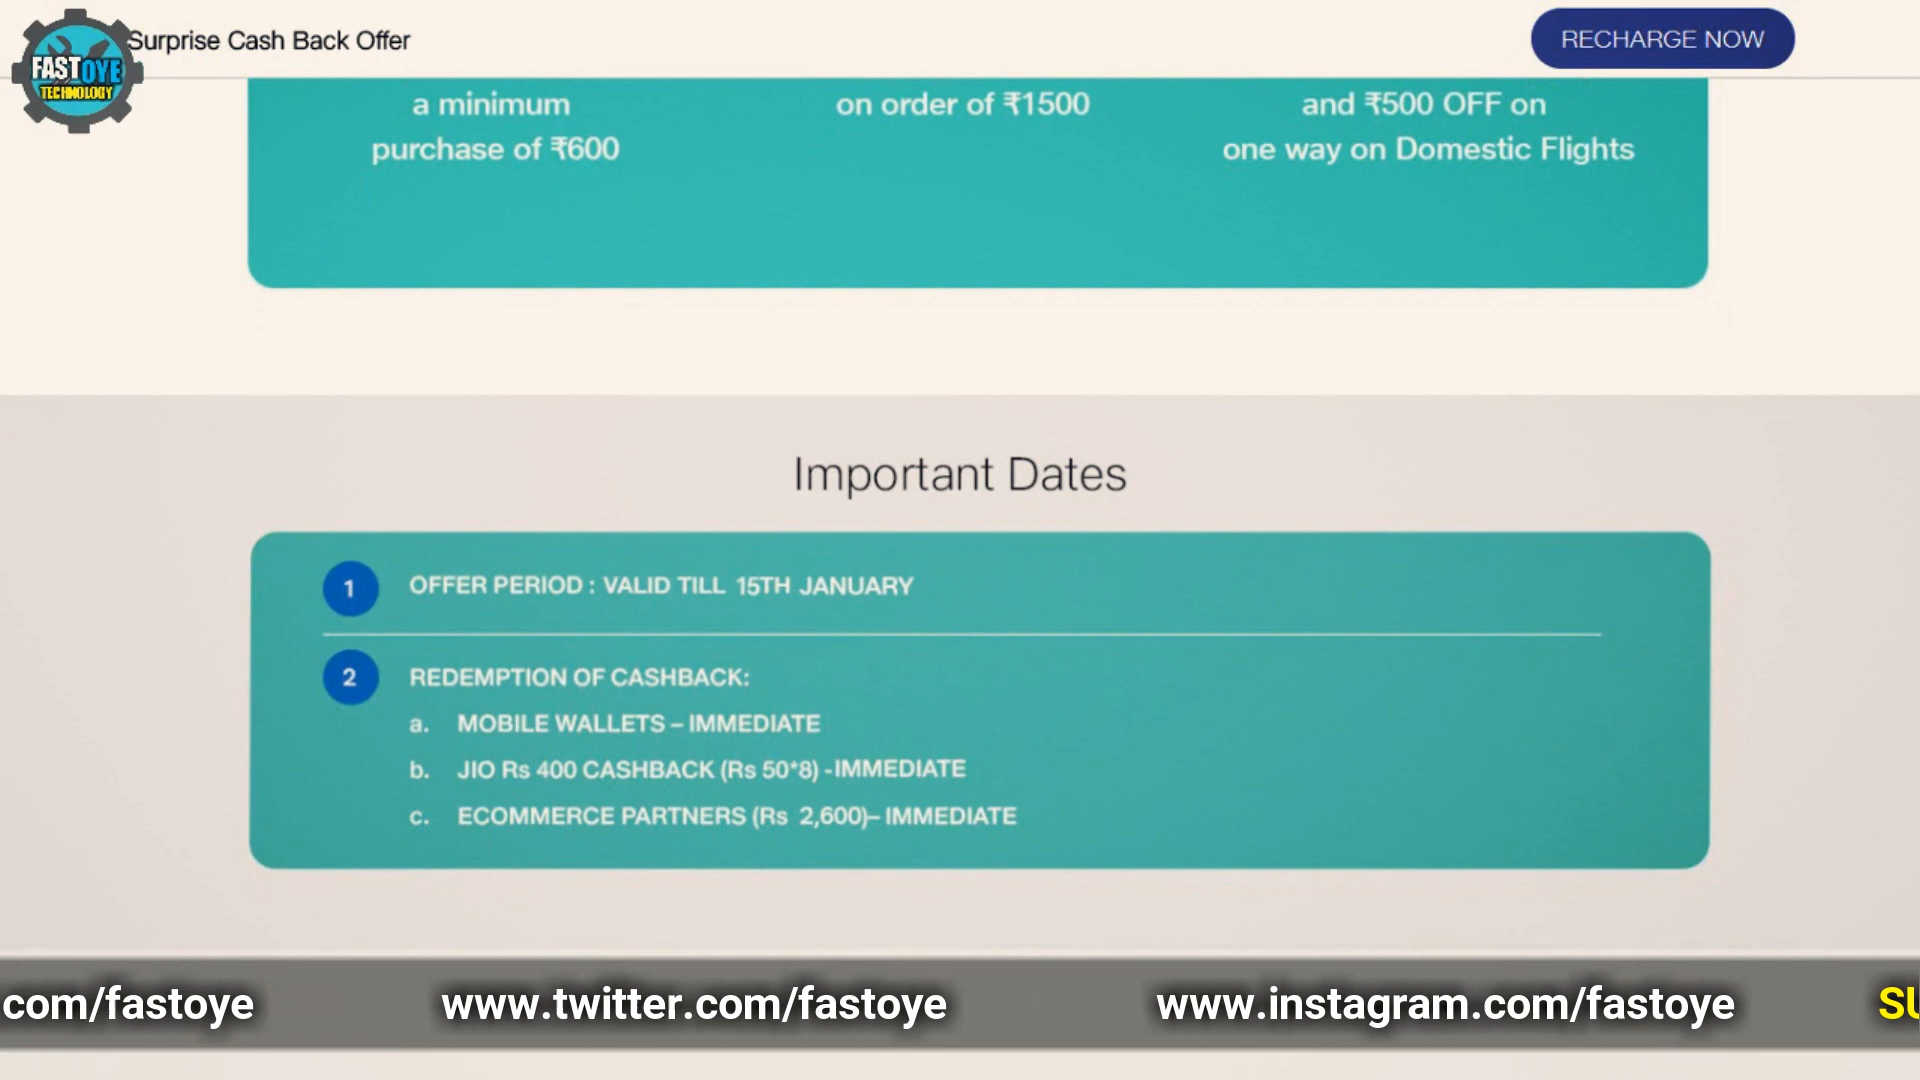 FASTOYE
TECHNOLOGY
Surprise Cash Back Offer
RECHARGE NOW
a minimum
purchase of ₹600
on order of ₹1500
and ₹500 OFF on
one way on Domestic Flights
Important Dates
1 OFFER PERIOD : VALID TILL 15TH JANUARY
2 REDEMPTION OF CASHBACK:
a. MOBILE WALLETS – IMMEDIATE
b. JIO Rs 400 CASHBACK (Rs 50*8) -IMMEDIATE
c. ECOMMERCE PARTNERS (Rs 2,600)– IMMEDIATE
com/fastoye www.twitter.com/fastoye www.instagram.com/fastoye SU